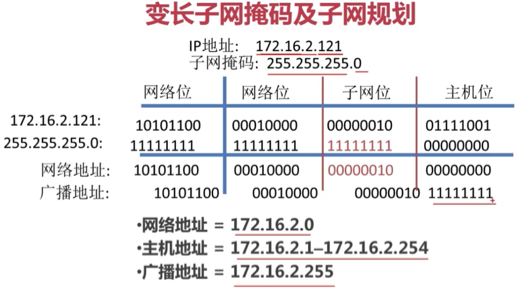 变长子网掩码及子网规划
IP地址: 172.16.2.121
子网掩码: 255.255.255.0
网络位 网络位 子网位 主机位
172.16.2.121: 10101100 00010000 00000010 01111001
255.255.255.0: 11111111 11111111 11111111 00000000
网络地址: 10101100 00010000 00000010 00000000
广播地址: 10101100 00010000 00000010 11111111
•网络地址 = 172.16.2.0
•主机地址 = 172.16.2.1–172.16.2.254
•广播地址 = 172.16.2.255